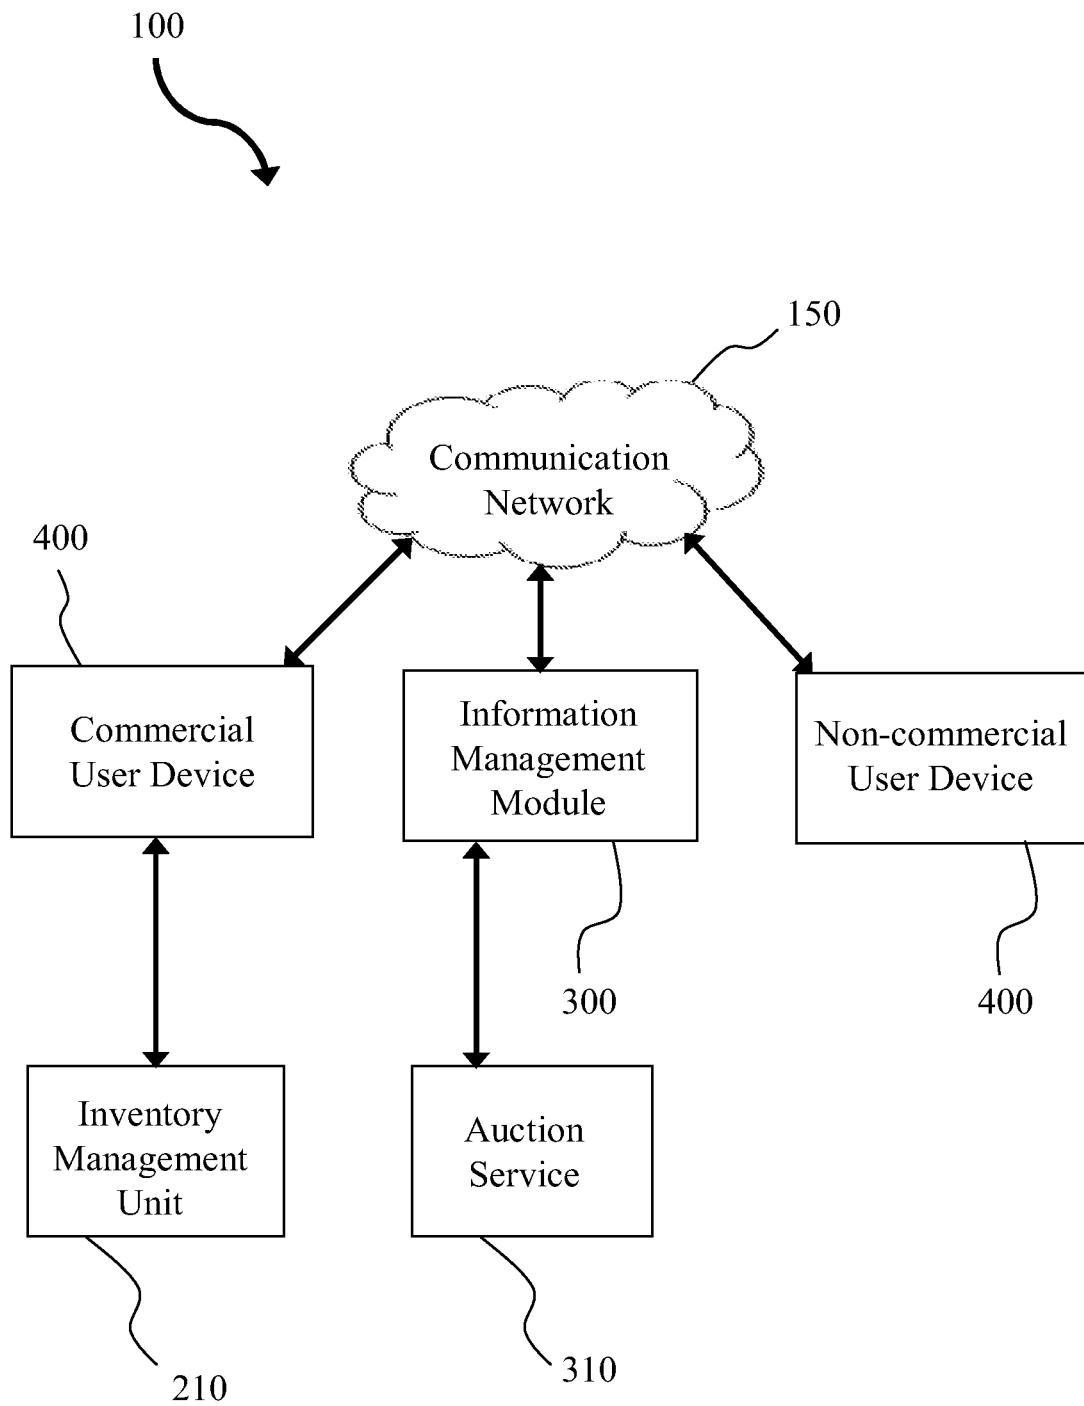 100
150
Communication
Network
400
Commercial
User Device
Information
Management
Module
Non-commercial
User Device
300
400
Inventory
Management
Unit
Auction
Service
210
310